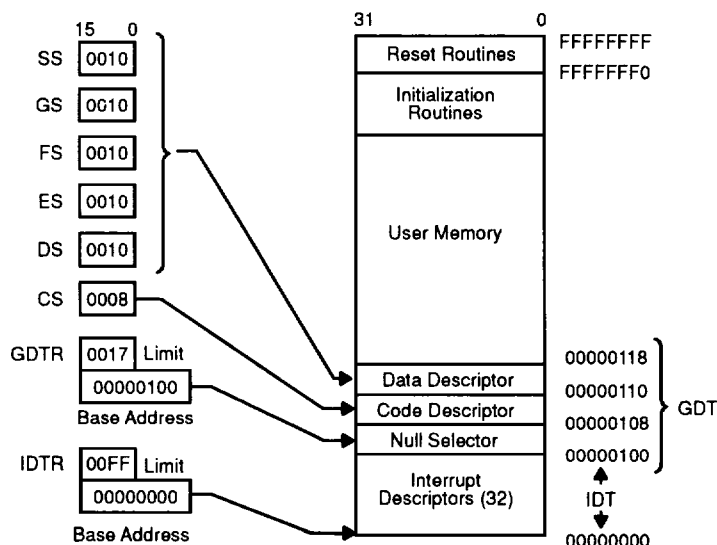 15 0
SS 0010
GS 0010
FS 0010
ES 0010
DS 0010
CS 0008
GDTR 0017 Limit
00000100
Base Address
IDTR 00FF Limit
00000000
Base Address
31 0
Reset Routines
Initialization
Routines
User Memory
Data Descriptor
Code Descriptor
Null Selector
Interrupt
Descriptors (32)
FFFFFFFF
FFFFFFF0
00000118
00000110
00000108
00000100
GDT
IDT
00000000